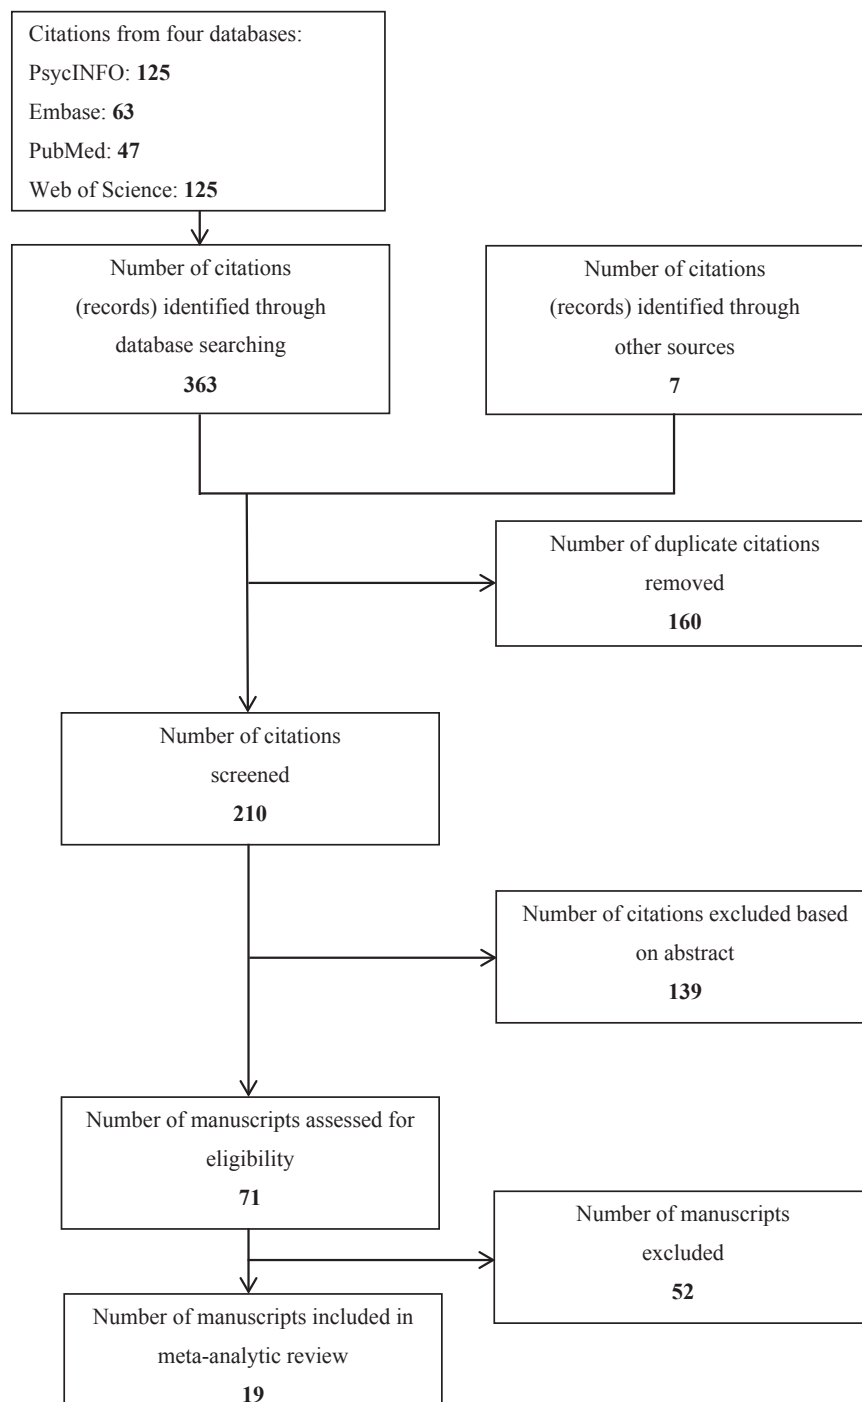 Citations from four databases:
PsycINFO: 125
Embase: 63
PubMed: 47
Web of Science: 125
Number of citations
(records) identified through
database searching
363
Number of citations
(records) identified through
other sources
7
Number of duplicate citations
removed
160
Number of citations
screened
210
Number of citations excluded based
on abstract
139
Number of manuscripts assessed for
eligibility
71
Number of manuscripts
excluded
52
Number of manuscripts included in
meta-analytic review
19